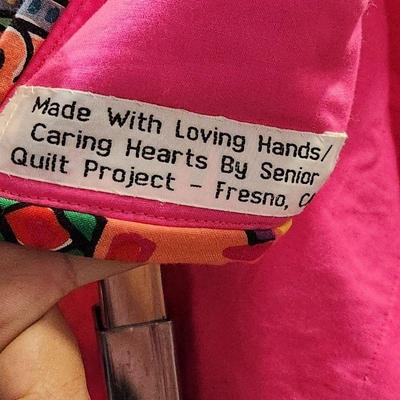 Made With Loving Hands/
Caring Hearts By Senior
Quilt Project - Fresno, C